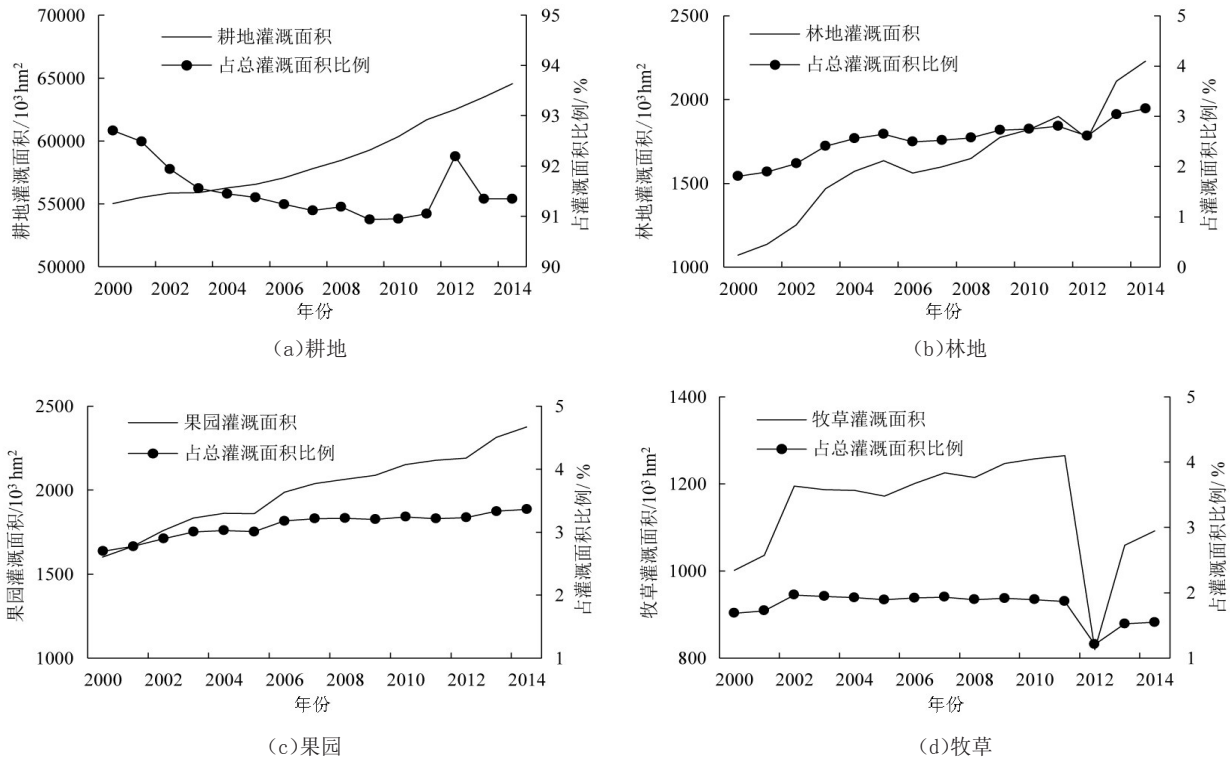 70000
65000
60000
55000
50000
耕地灌溉面积/10³hm²
耕地灌溉面积
占总灌溉面积比例
95
94
93
92
91
90
占灌溉面积比例/%
2000 2002 2004 2006 2008 2010 2012 2014
年份
(a)耕地
2500
2000
1500
1000
林地灌溉面积/10³hm²
林地灌溉面积
占总灌溉面积比例
5
4
3
2
1
0
占灌溉面积比例/%
2000 2002 2004 2006 2008 2010 2012 2014
年份
(b)林地
2500
2000
1500
1000
果园灌溉面积/10³hm²
果园灌溉面积
占总灌溉面积比例
5
4
3
2
1
占灌溉面积比例/%
2000 2002 2004 2006 2008 2010 2012 2014
年份
(c)果园
1400
1200
1000
800
牧草灌溉面积/10³hm²
牧草灌溉面积
占总灌溉面积比例
5
4
3
2
1
占灌溉面积比例/%
2000 2002 2004 2006 2008 2010 2012 2014
年份
(d)牧草